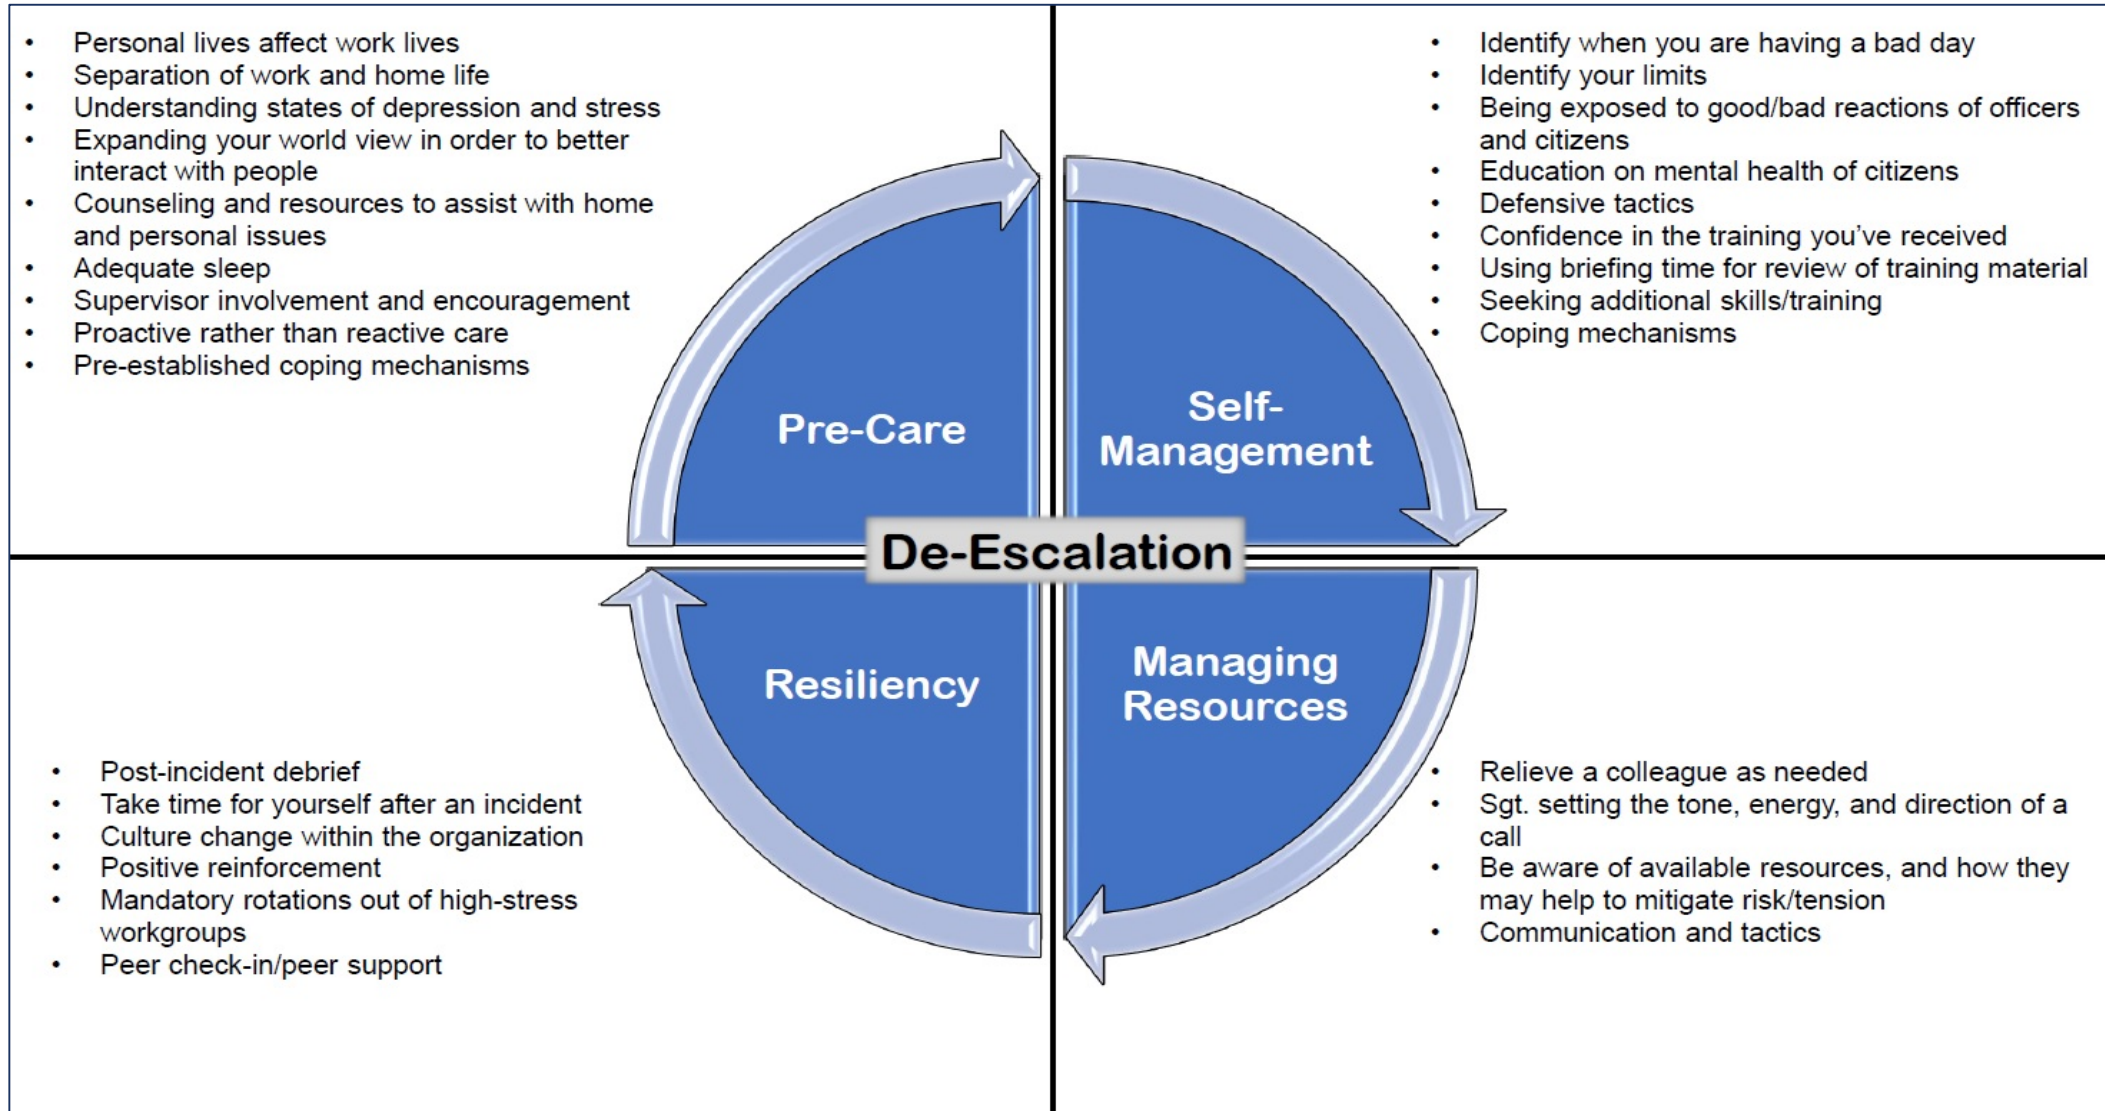 • Personal lives affect work lives
• Separation of work and home life
• Understanding states of depression and stress
• Expanding your world view in order to better
interact with people
• Counseling and resources to assist with home
and personal issues
• Adequate sleep
• Supervisor involvement and encouragement
• Proactive rather than reactive care
• Pre-established coping mechanisms
• Identify when you are having a bad day
• Identify your limits
• Being exposed to good/bad reactions of officers
and citizens
• Education on mental health of citizens
• Defensive tactics
• Confidence in the training you’ve received
• Using briefing time for review of training material
• Seeking additional skills/training
• Coping mechanisms
Pre-Care
Self-
Management
De-Escalation
Resiliency
Managing
Resources
• Post-incident debrief
• Take time for yourself after an incident
• Culture change within the organization
• Positive reinforcement
• Mandatory rotations out of high-stress
workgroups
• Peer check-in/peer support
• Relieve a colleague as needed
• Sgt. setting the tone, energy, and direction of a
call
• Be aware of available resources, and how they
may help to mitigate risk/tension
• Communication and tactics